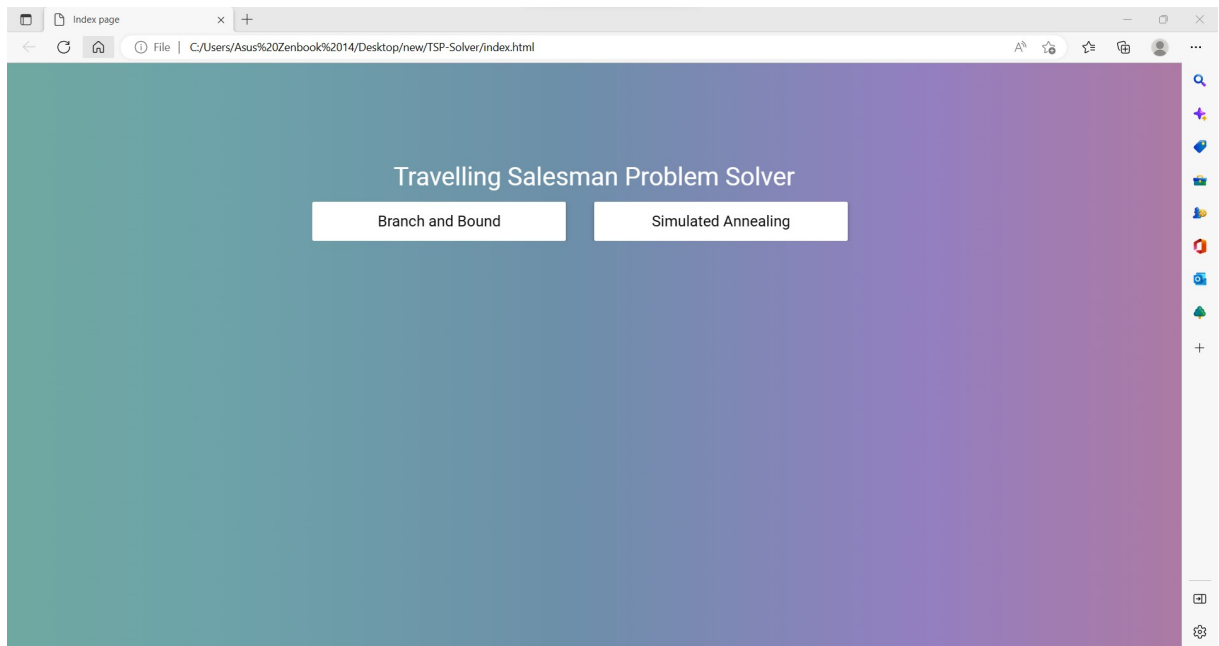 Index page
File | C:/Users/Asus%20Zenbook%2014/Desktop/new/TSP-Solver/index.html
Travelling Salesman Problem Solver
Branch and Bound
Simulated Annealing